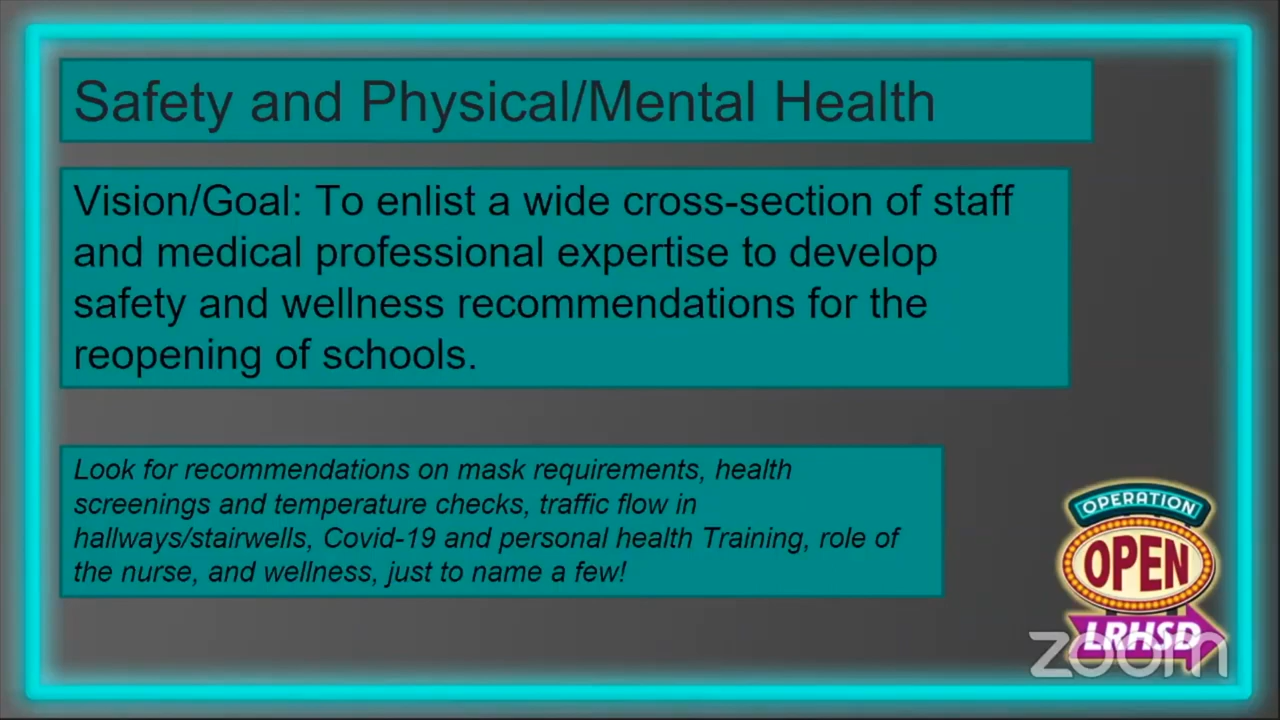 Safety and Physical/Mental Health
Vision/Goal: To enlist a wide cross-section of staff
and medical professional expertise to develop
safety and wellness recommendations for the
reopening of schools.
Look for recommendations on mask requirements, health
screenings and temperature checks, traffic flow in
hallways/stairwells, Covid-19 and personal health Training, role of
the nurse, and wellness, just to name a few!
OPERATION
OPEN
LRHSD
zoom